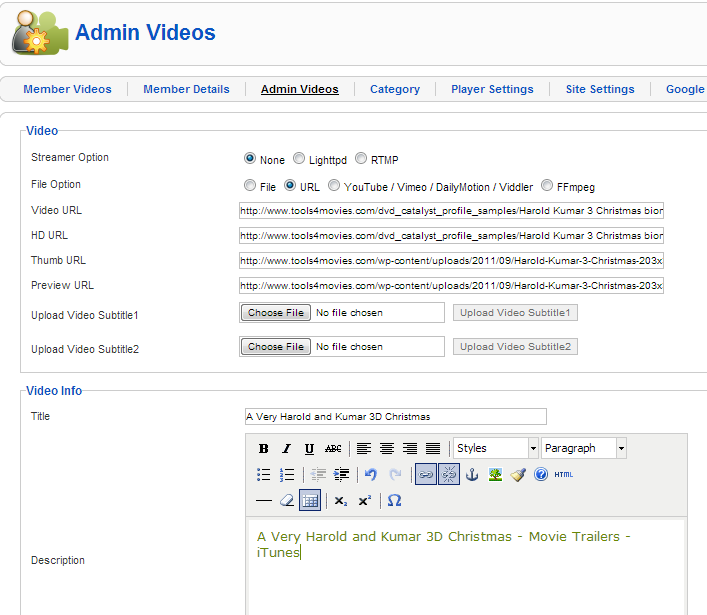 Admin Videos
Member Videos Member Details Admin Videos Category Player Settings Site Settings Google
Video
Streamer Option None Lighttpd RTMP
File Option File URL YouTube / Vimeo / DailyMotion / Viddler FFmpeg
Video URL http://www.tools4movies.com/dvd_catalyst_profile_samples/Harold Kumar 3 Christmas bior
HD URL http://www.tools4movies.com/dvd_catalyst_profile_samples/Harold Kumar 3 Christmas bior
Thumb URL http://www.tools4movies.com/wp-content/uploads/2011/09/Harold-Kumar-3-Christmas-203x
Preview URL http://www.tools4movies.com/wp-content/uploads/2011/09/Harold-Kumar-3-Christmas-203x
Upload Video Subtitle1 Choose File No file chosen Upload Video Subtitle1
Upload Video Subtitle2 Choose File No file chosen Upload Video Subtitle2
Video Info
Title A Very Harold and Kumar 3D Christmas
B I U ABC Styles Paragraph
HTML
x₂ x² Ω
A Very Harold and Kumar 3D Christmas - Movie Trailers -
iTunes
Description